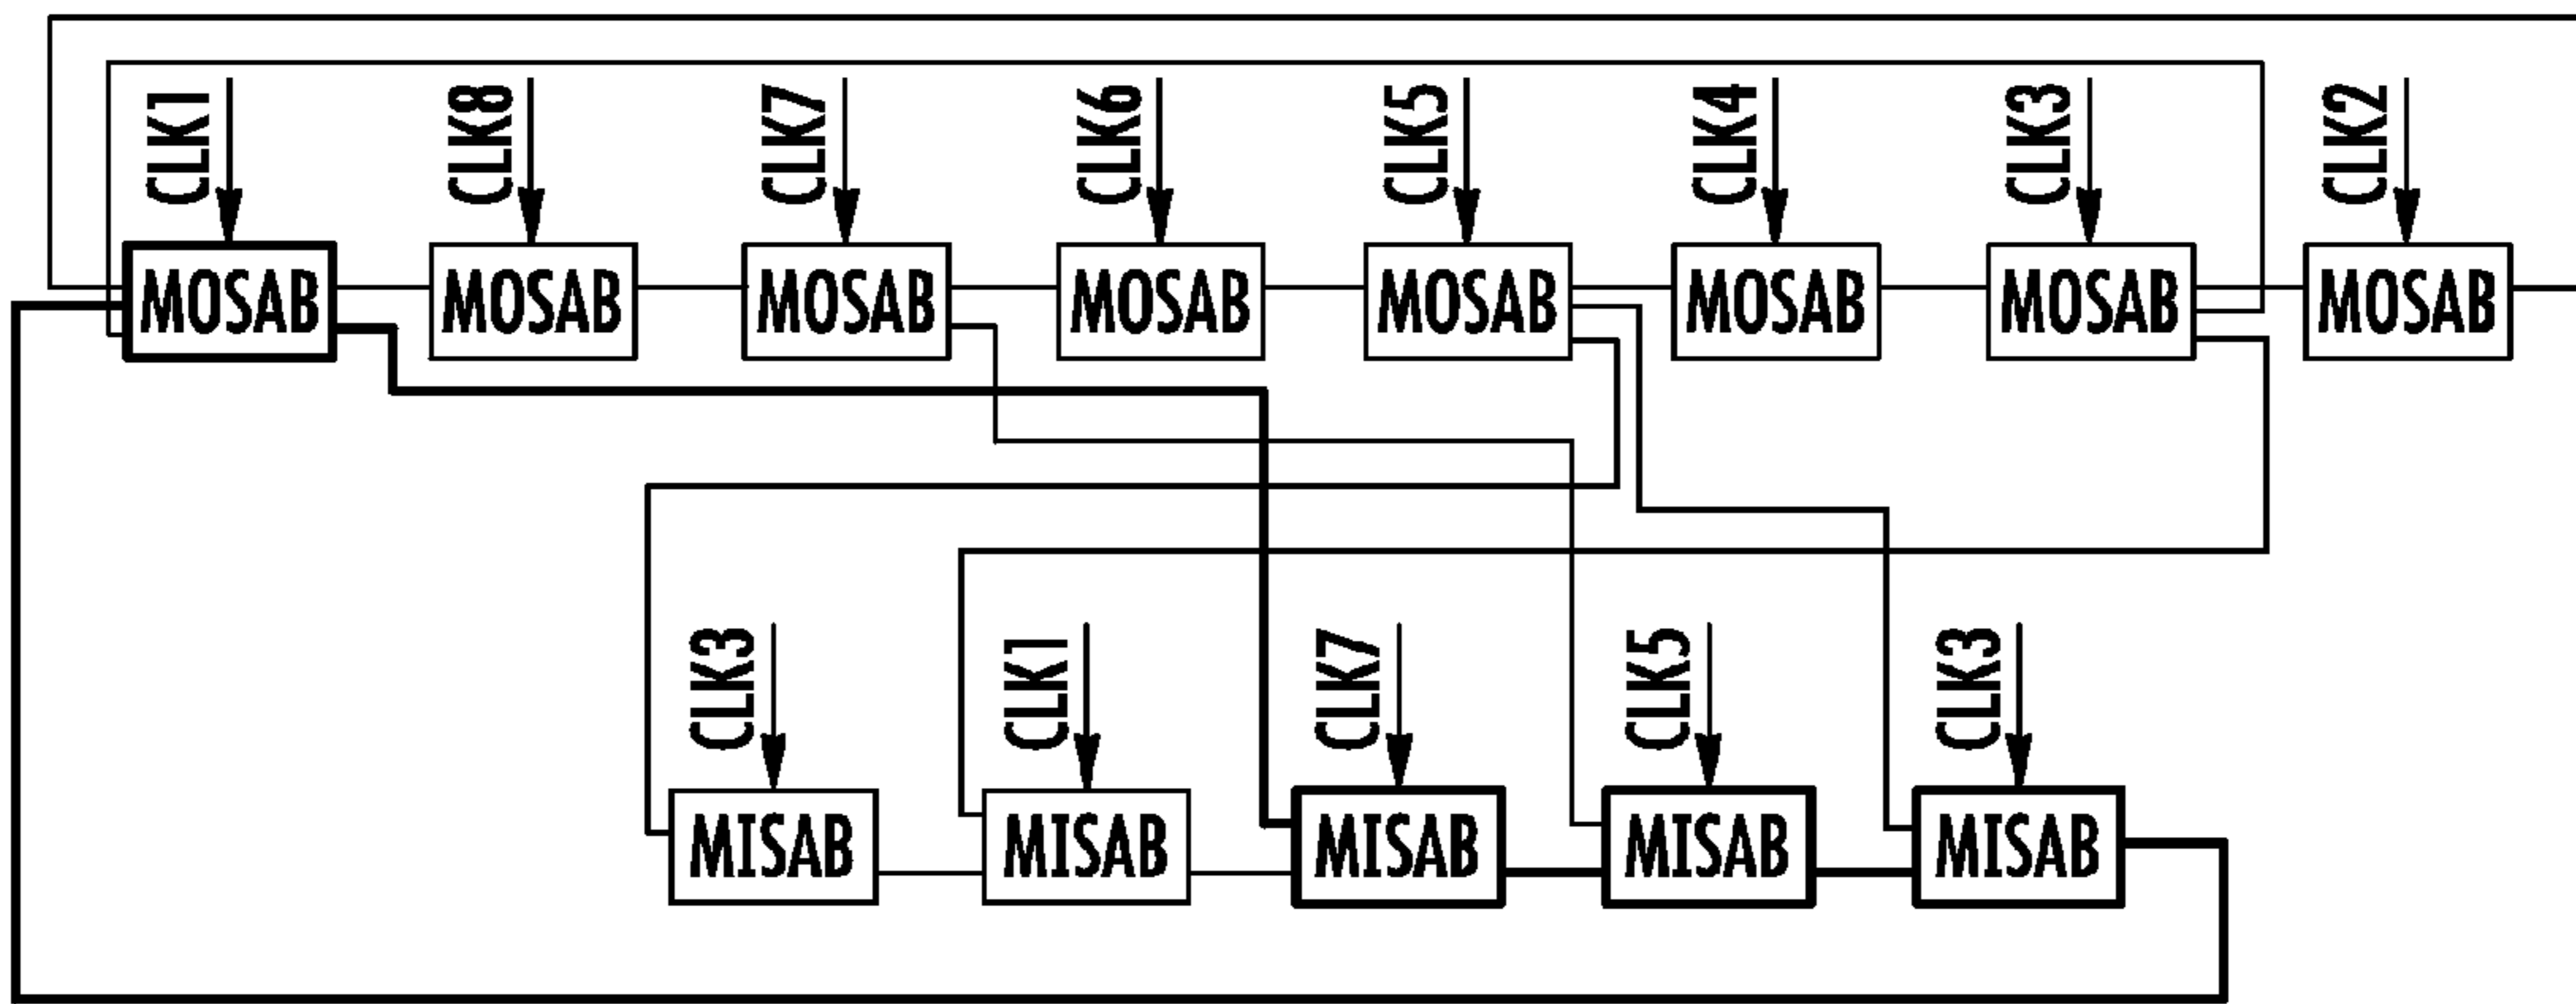 CLK1 CLK8 CLK7 CLK6 CLK5 CLK4 CLK3 CLK2
MOSAB MOSAB MOSAB MOSAB MOSAB MOSAB MOSAB MOSAB
CLK3 CLK1 CLK7 CLK5 CLK3
MISAB MISAB MISAB MISAB MISAB